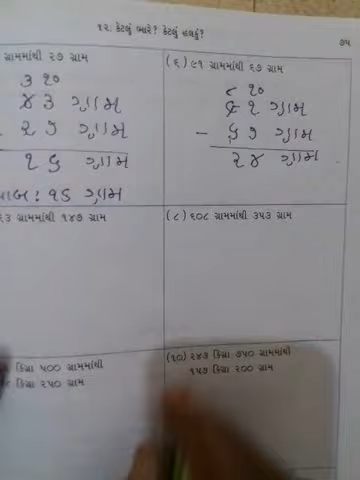 ૧૨. કેટલું ભારે? કેટલું હલકું?
૭૫
ગ્રામમાંથી ૨૭ ગ્રામ
૩ ૧૦
૪ ૩ ગ્રામ
૨ ૭ ગ્રામ
૧ ૬ ગ્રામ
૧૬ ગ્રામ
(૬) ૯૧ ગ્રામમાંથી ૬૭ ગ્રામ
૮ ૧૦
૯ ૧ ગ્રામ
- ૬ ૭ ગ્રામ
૨ ૪ ગ્રામ
૬૩ ગ્રામમાંથી ૧૪૭ ગ્રામ
(૮) ૬૦૮ ગ્રામમાંથી ૩૫૩ ગ્રામ
કિગ્રા ૫૦૦ ગ્રામમાંથી
કિગ્રા ૨૫૦ ગ્રામ
(૧૦) ૨૪૩ કિગ્રા ૭૫૦ ગ્રામમાંથી
૧૫૭ કિગ્રા ૨૦૦ ગ્રામ